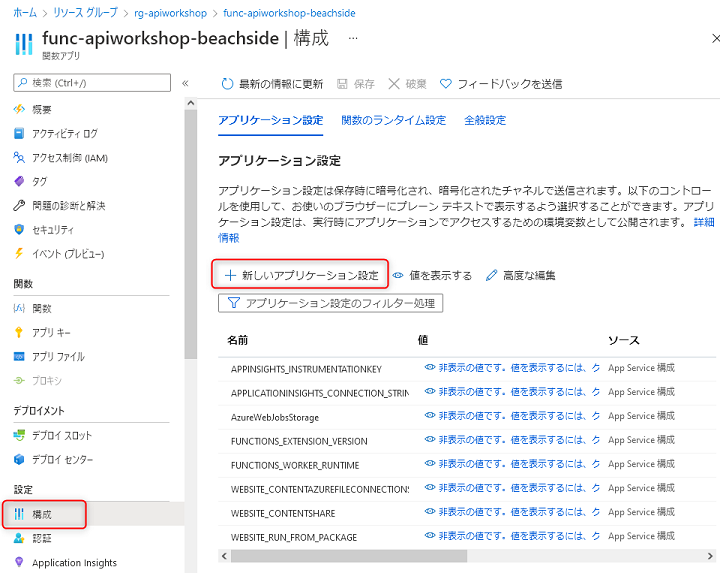 ホーム > リソース グループ > rg-apiworkshop > func-apiworkshop-beachside
func-apiworkshop-beachside | 構成 …
関数アプリ
検索 (Ctrl+/)
概要
アクティビティ ログ
アクセス制御 (IAM)
タグ
問題の診断と解決
セキュリティ
イベント (プレビュー)
関数
関数
アプリ キー
アプリ ファイル
プロキシ
デプロイメント
デプロイ スロット
デプロイ センター
設定
構成
認証
Application Insights
最新の情報に更新 保存 破棄 フィードバックを送信
アプリケーション設定 関数のランタイム設定 全般設定
アプリケーション設定
アプリケーション設定は保存時に暗号化され、暗号化されたチャネルで送信されます。以下のコントロー
ルを使用して、お使いのブラウザーにプレーン テキストで表示するよう選択することができます。アプリ
ケーション設定は、実行時にアプリケーションでアクセスするための環境変数として公開されます。 詳細
情報
新しいアプリケーション設定 値を表示する 高度な編集
アプリケーション設定のフィルター処理
名前 値 ソース
APPINSIGHTS_INSTRUMENTATIONKEY 非表示の値です。値を表示するには、ク App Service 構成
APPLICATIONINSIGHTS_CONNECTION_STRIN 非表示の値です。値を表示するには、ク App Service 構成
AzureWebJobsStorage 非表示の値です。値を表示するには、ク App Service 構成
FUNCTIONS_EXTENSION_VERSION 非表示の値です。値を表示するには、ク App Service 構成
FUNCTIONS_WORKER_RUNTIME 非表示の値です。値を表示するには、ク App Service 構成
WEBSITE_CONTENTAZUREFILECONNECTIONS 非表示の値です。値を表示するには、ク App Service 構成
WEBSITE_CONTENTSHARE 非表示の値です。値を表示するには、ク App Service 構成
WEBSITE_RUN_FROM_PACKAGE 非表示の値です。値を表示するには、ク App Service 構成